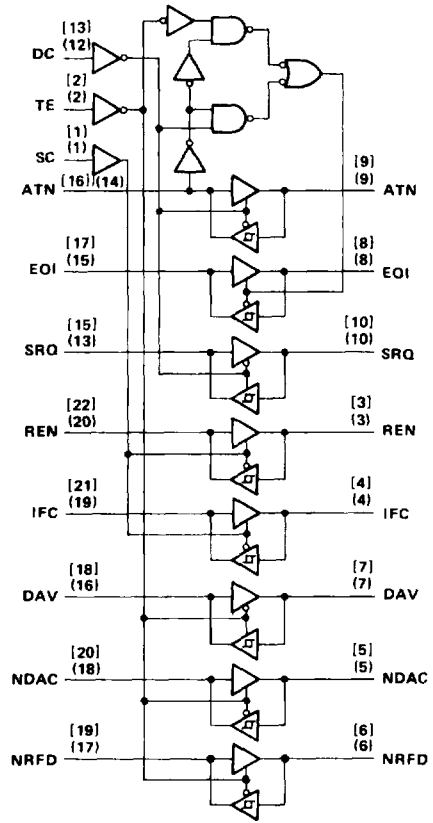 [13]
DC (12)
[2]
TE (2)
[1]
SC (1)
ATN [16] (14) [9] (9) ATN
[17] [8]
EOI (15) (8) EOI
[15] [10]
SRQ (13) (10) SRQ
[22] [3]
REN (20) (3) REN
[21] [4]
IFC (19) (4) IFC
[18] [7]
DAV (16) (7) DAV
[20] [5]
NDAC (18) (5) NDAC
[19] [6]
NRFD (17) (6) NRFD